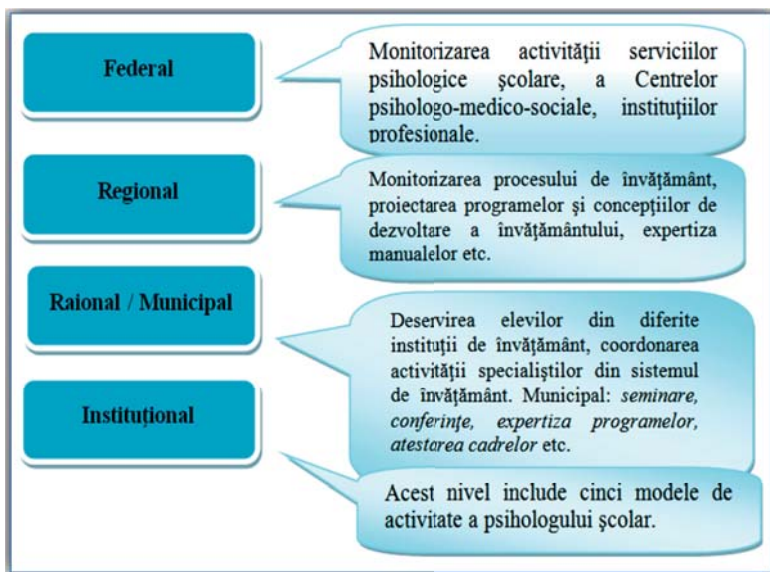 Federal
Monitorizarea activității serviciilor
psihologice școlare, a Centrelor
psihologo-medico-sociale, instituțiilor
profesionale.
Regional
Monitorizarea procesului de învățământ,
proiectarea programelor și concepțiilor de
dezvoltare a învățământului, expertiza
manualelor etc.
Raional / Municipal
Deservirea elevilor din diferite
instituții de învățământ, coordonarea
activității specialiștilor din sistemul
de învățământ. Municipal: seminare,
conferințe, expertiza programelor,
atestarea cadrelor etc.
Instituțional
Acest nivel include cinci modele de
activitate a psihologului școlar.